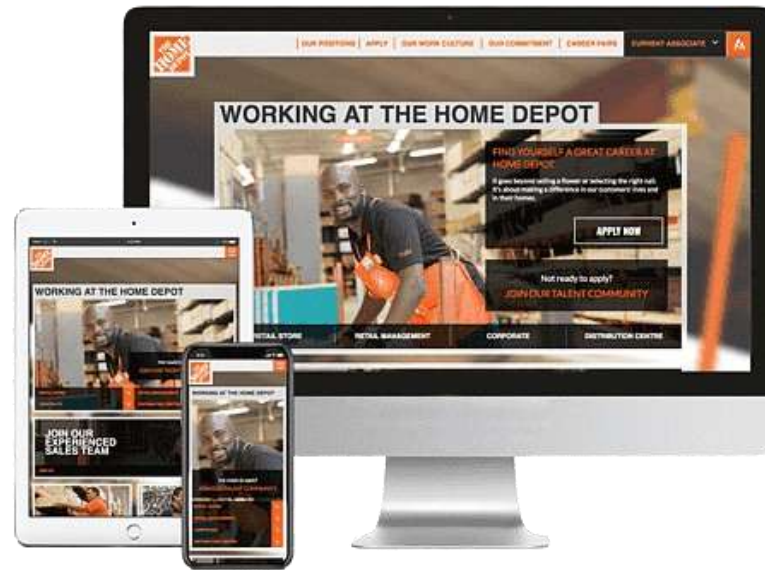 THE HOME DEPOT
OUR POSITIONS | APPLY | OUR WORK CULTURE | OUR COMMITMENT | CAREER FAIRS
CURRENT ASSOCIATE
WORKING AT THE HOME DEPOT
FIND YOURSELF A GREAT CAREER AT
HOME DEPOT
It goes beyond selling a flower or selecting the right nail.
It's about making a difference in our customers' lives and
in their homes.
APPLY NOW
Not ready to apply?
JOIN OUR TALENT COMMUNITY
RETAIL STORE
RETAIL MANAGEMENT
CORPORATE
DISTRIBUTION CENTRE
WORKING AT THE HOME DEPOT
JOIN OUR
EXPERIENCED
SALES TEAM
WORKING AT THE HOME DEPOT